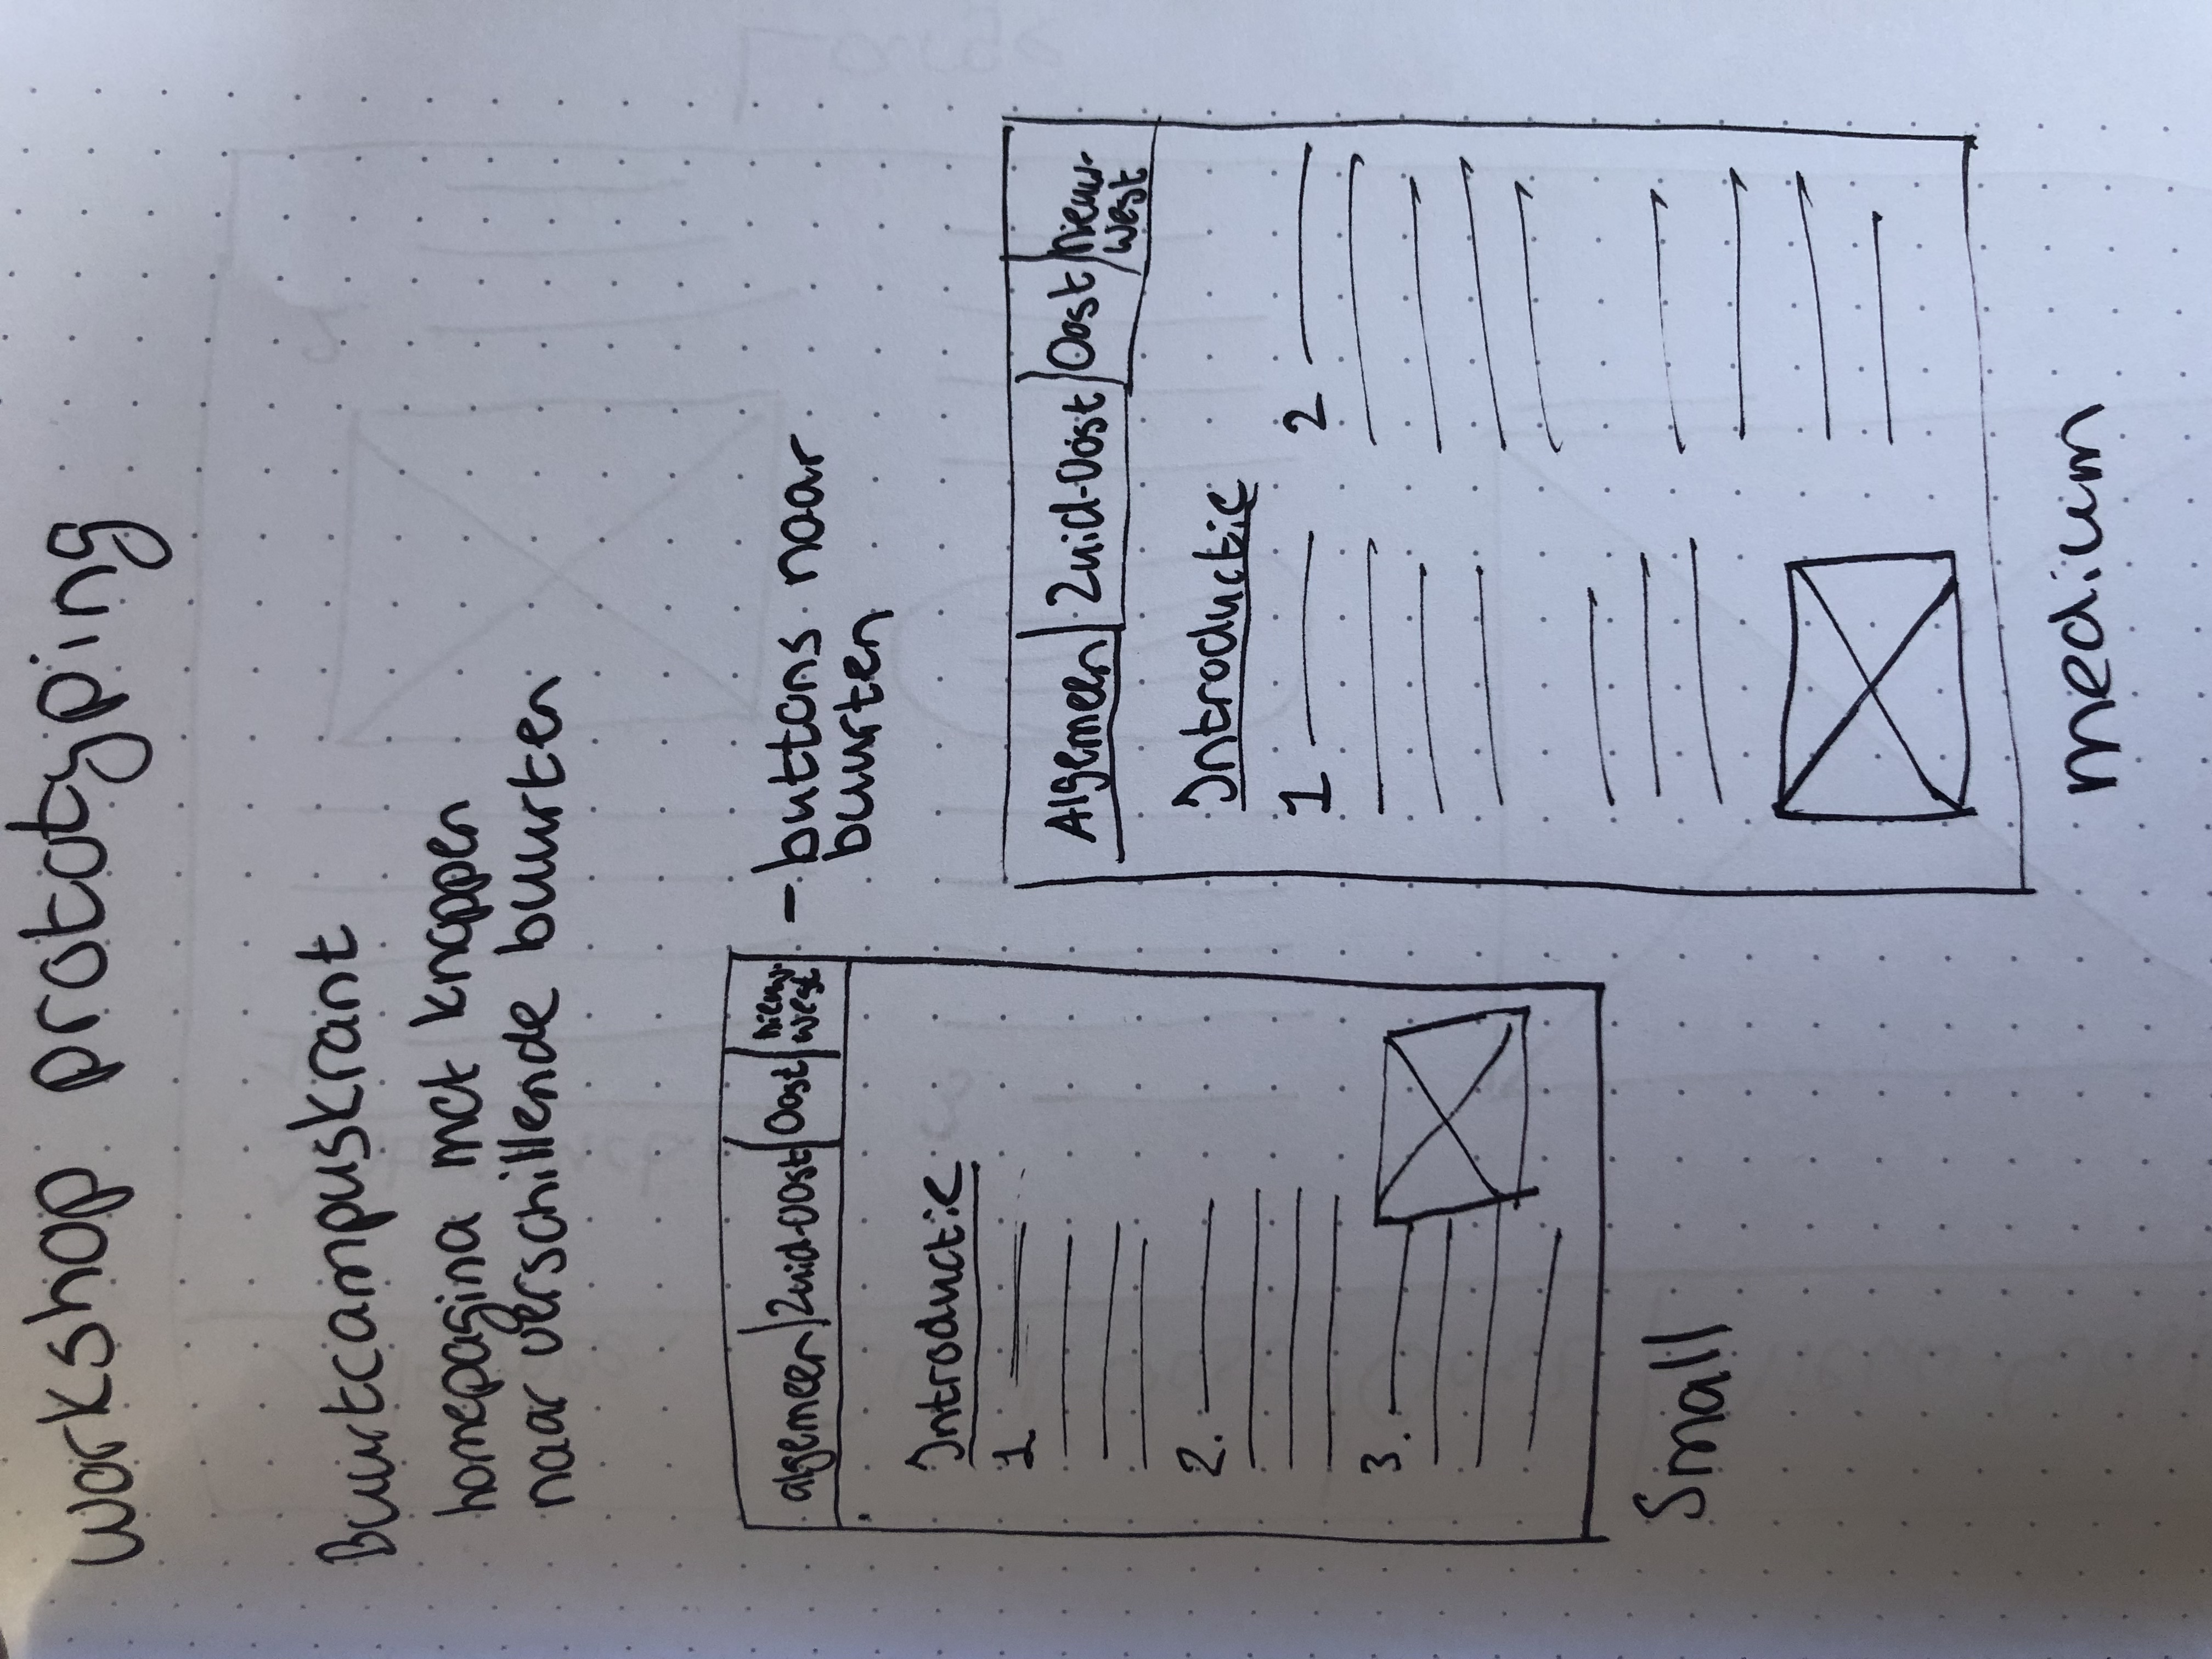 workshop prototyping
Buurtcampuskrant
homepagina met knoppen
naar verschillende buurten
algemeen Zuid-Oost Oost nieuw-
west
- buttons naar
buurten
Introductie
1
2.
3.
Small
Algemeen Zuid-Oost Oost nieuw-
west
Introductie
1 2
medium